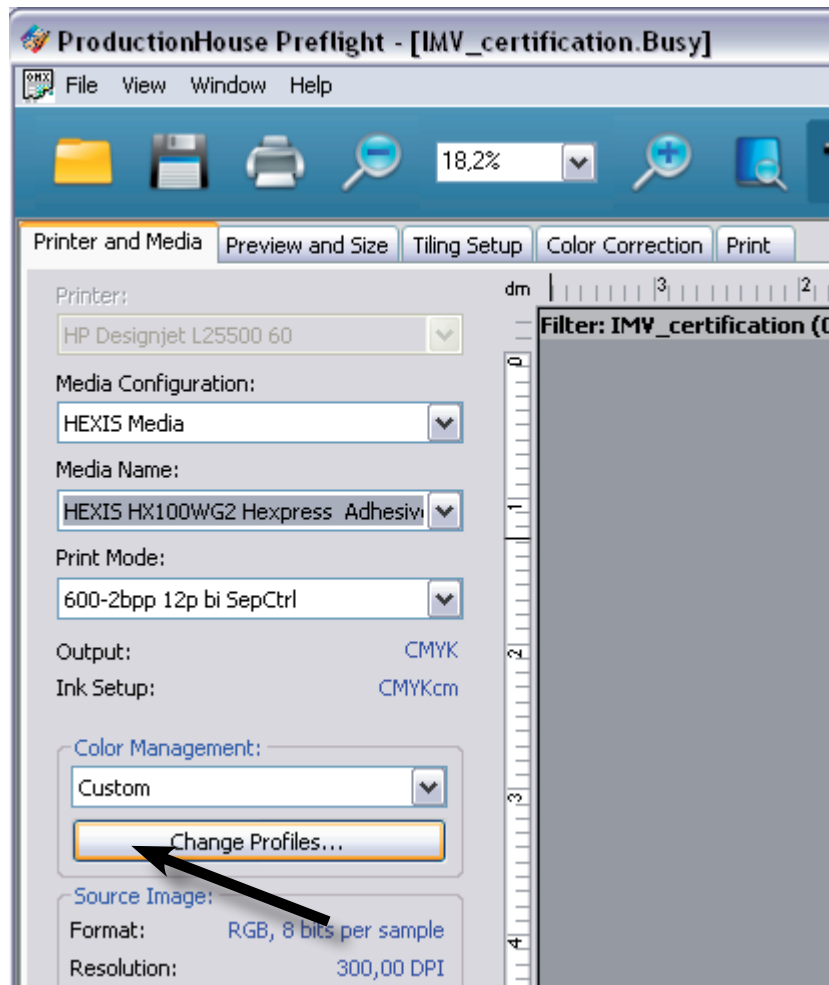 ProductionHouse Preflight - [IMV_certification.Busy]
File View Window Help
18,2%
Printer and Media Preview and Size Tiling Setup Color Correction Print
Printer:
HP Designjet L25500 60
Media Configuration:
HEXIS Media
Media Name:
HEXIS HX100WG2 Hexpress Adhesiv
Print Mode:
600-2bpp 12p bi SepCtrl
Output: CMYK
Ink Setup: CMYKcm
Color Management:
Custom
Change Profiles...
Source Image:
Format: RGB, 8 bits per sample
Resolution: 300,00 DPI
dm 3 2
Filter: IMV_certification (
0
1
2
3
4